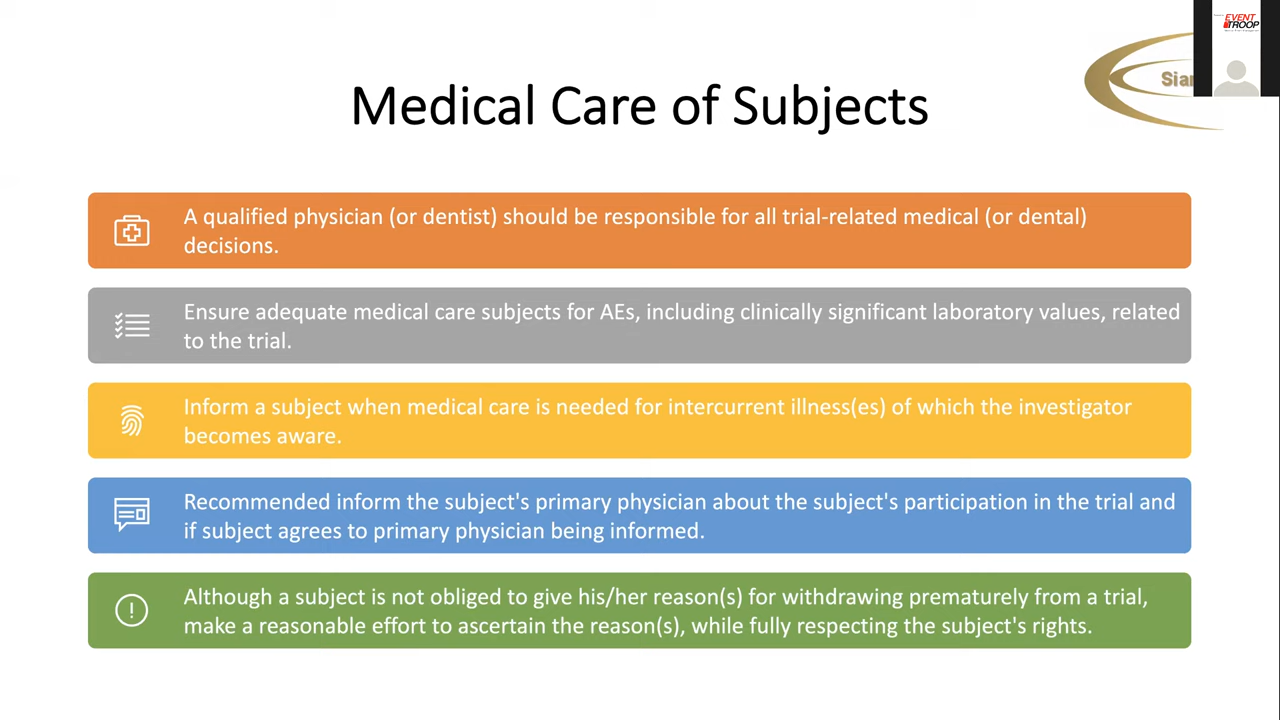 EVENT
TROOP
Medical Care of Subjects
A qualified physician (or dentist) should be responsible for all trial-related medical (or dental)
decisions.
Ensure adequate medical care subjects for AEs, including clinically significant laboratory values, related
to the trial.
Inform a subject when medical care is needed for intercurrent illness(es) of which the investigator
becomes aware.
Recommended inform the subject's primary physician about the subject's participation in the trial and
if subject agrees to primary physician being informed.
Although a subject is not obliged to give his/her reason(s) for withdrawing prematurely from a trial,
make a reasonable effort to ascertain the reason(s), while fully respecting the subject's rights.